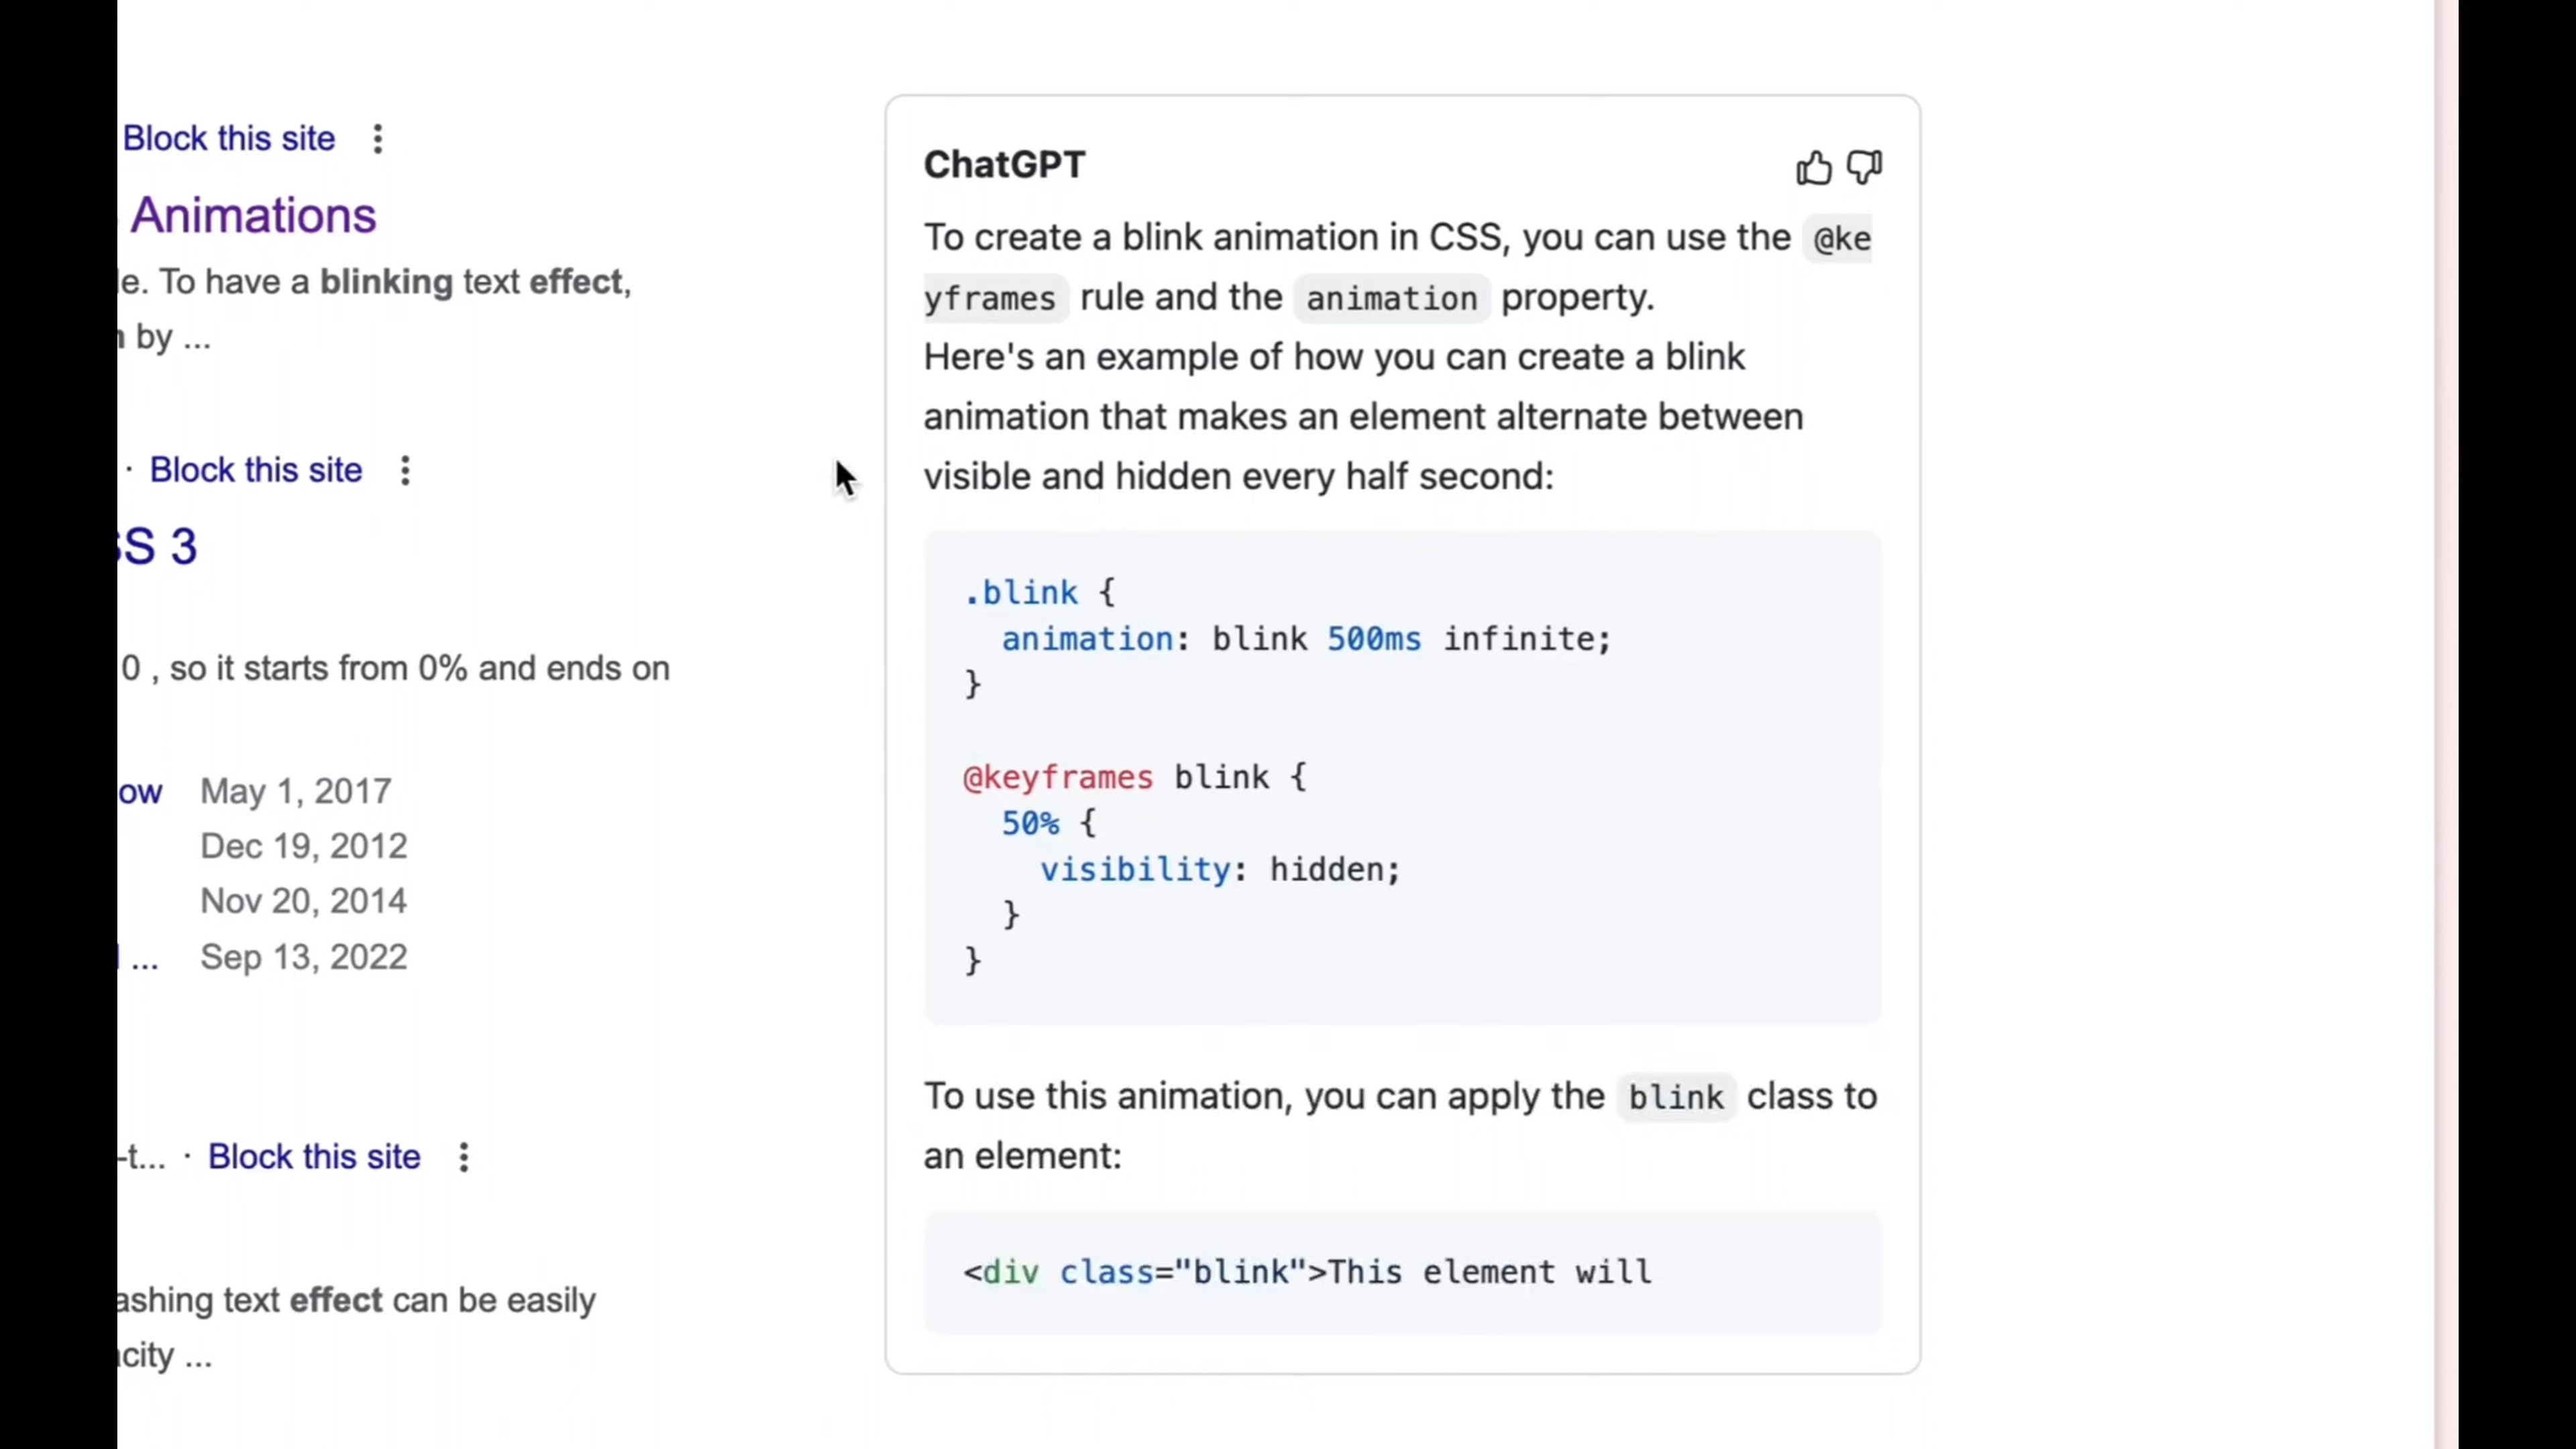 Block this site
Animations
e. To have a blinking text effect,
by ...
· Block this site
SS 3
0 , so it starts from 0% and ends on
ow May 1, 2017
Dec 19, 2012
Nov 20, 2014
... Sep 13, 2022
-t... · Block this site
ashing text effect can be easily
acity ...
ChatGPT
To create a blink animation in CSS, you can use the @ke
yframes rule and the animation property.
Here's an example of how you can create a blink
animation that makes an element alternate between
visible and hidden every half second:
.blink {
animation: blink 500ms infinite;
}
@keyframes blink {
50% {
visibility: hidden;
}
}
To use this animation, you can apply the blink class to
an element:
<div class="blink">This element will